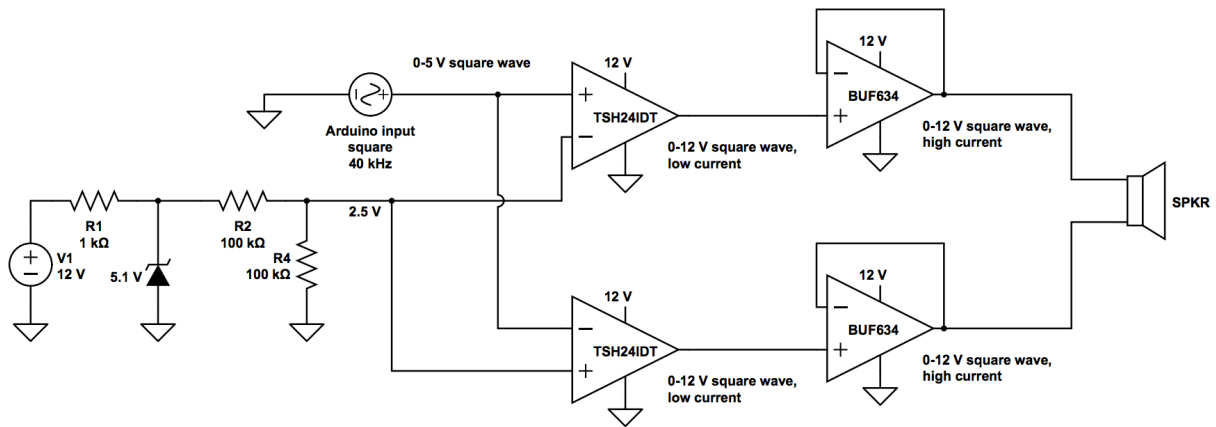 12 V
−
BUF634
+
0-5 V square wave
12 V
+
TSH24IDT
−
− +
Arduino input
square
40 kHz
0-12 V square wave,
low current
0-12 V square wave,
high current
R1
1 kΩ
R2
100 kΩ
2.5 V
SPKR
+
−
V1
12 V
5.1 V
R4
100 kΩ
12 V
−
BUF634
+
12 V
−
TSH24IDT
+
0-12 V square wave,
low current
0-12 V square wave,
high current